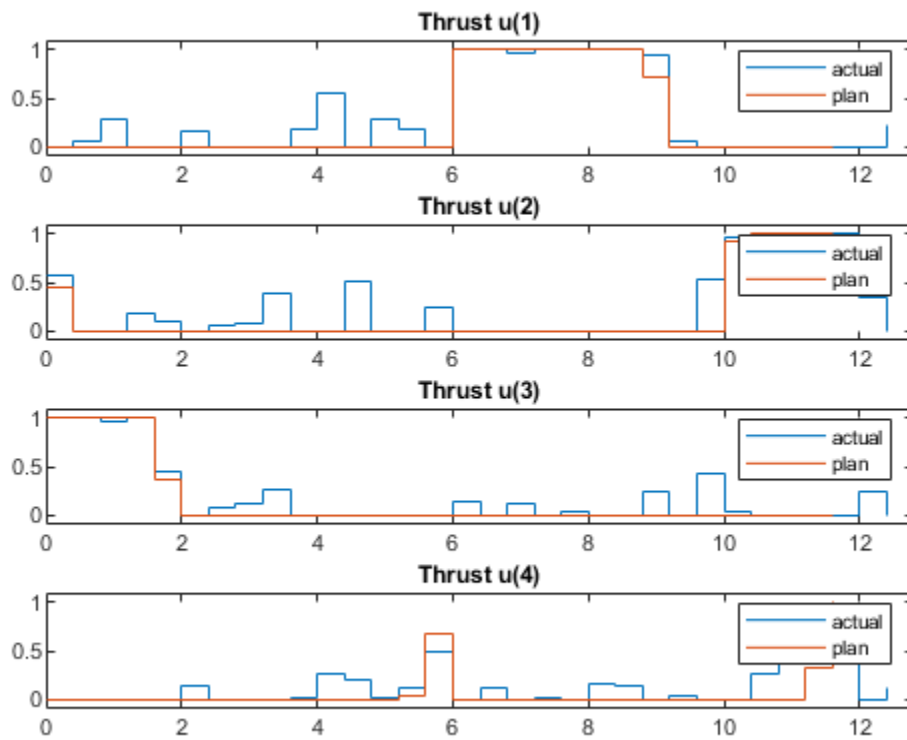 Thrust u(1)
1
0.5
0
actual
plan
0 2 4 6 8 10 12
Thrust u(2)
1
0.5
0
actual
plan
0 2 4 6 8 10 12
Thrust u(3)
1
0.5
0
actual
plan
0 2 4 6 8 10 12
Thrust u(4)
1
0.5
0
actual
plan
0 2 4 6 8 10 12